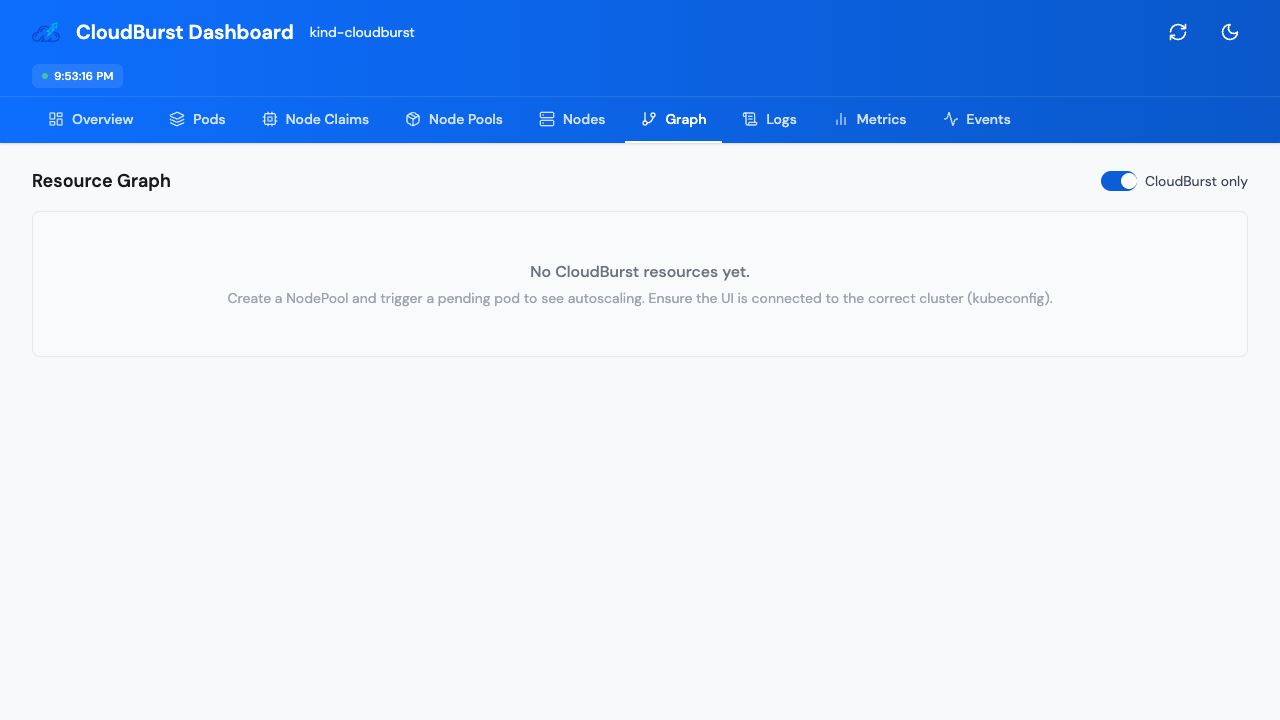 CloudBurst Dashboard
kind-cloudburst
9:53:16 PM
Overview
Pods
Node Claims
Node Pools
Nodes
Graph
Logs
Metrics
Events
Resource Graph
CloudBurst only
No CloudBurst resources yet.
Create a NodePool and trigger a pending pod to see autoscaling. Ensure the UI is connected to the correct cluster (kubeconfig).